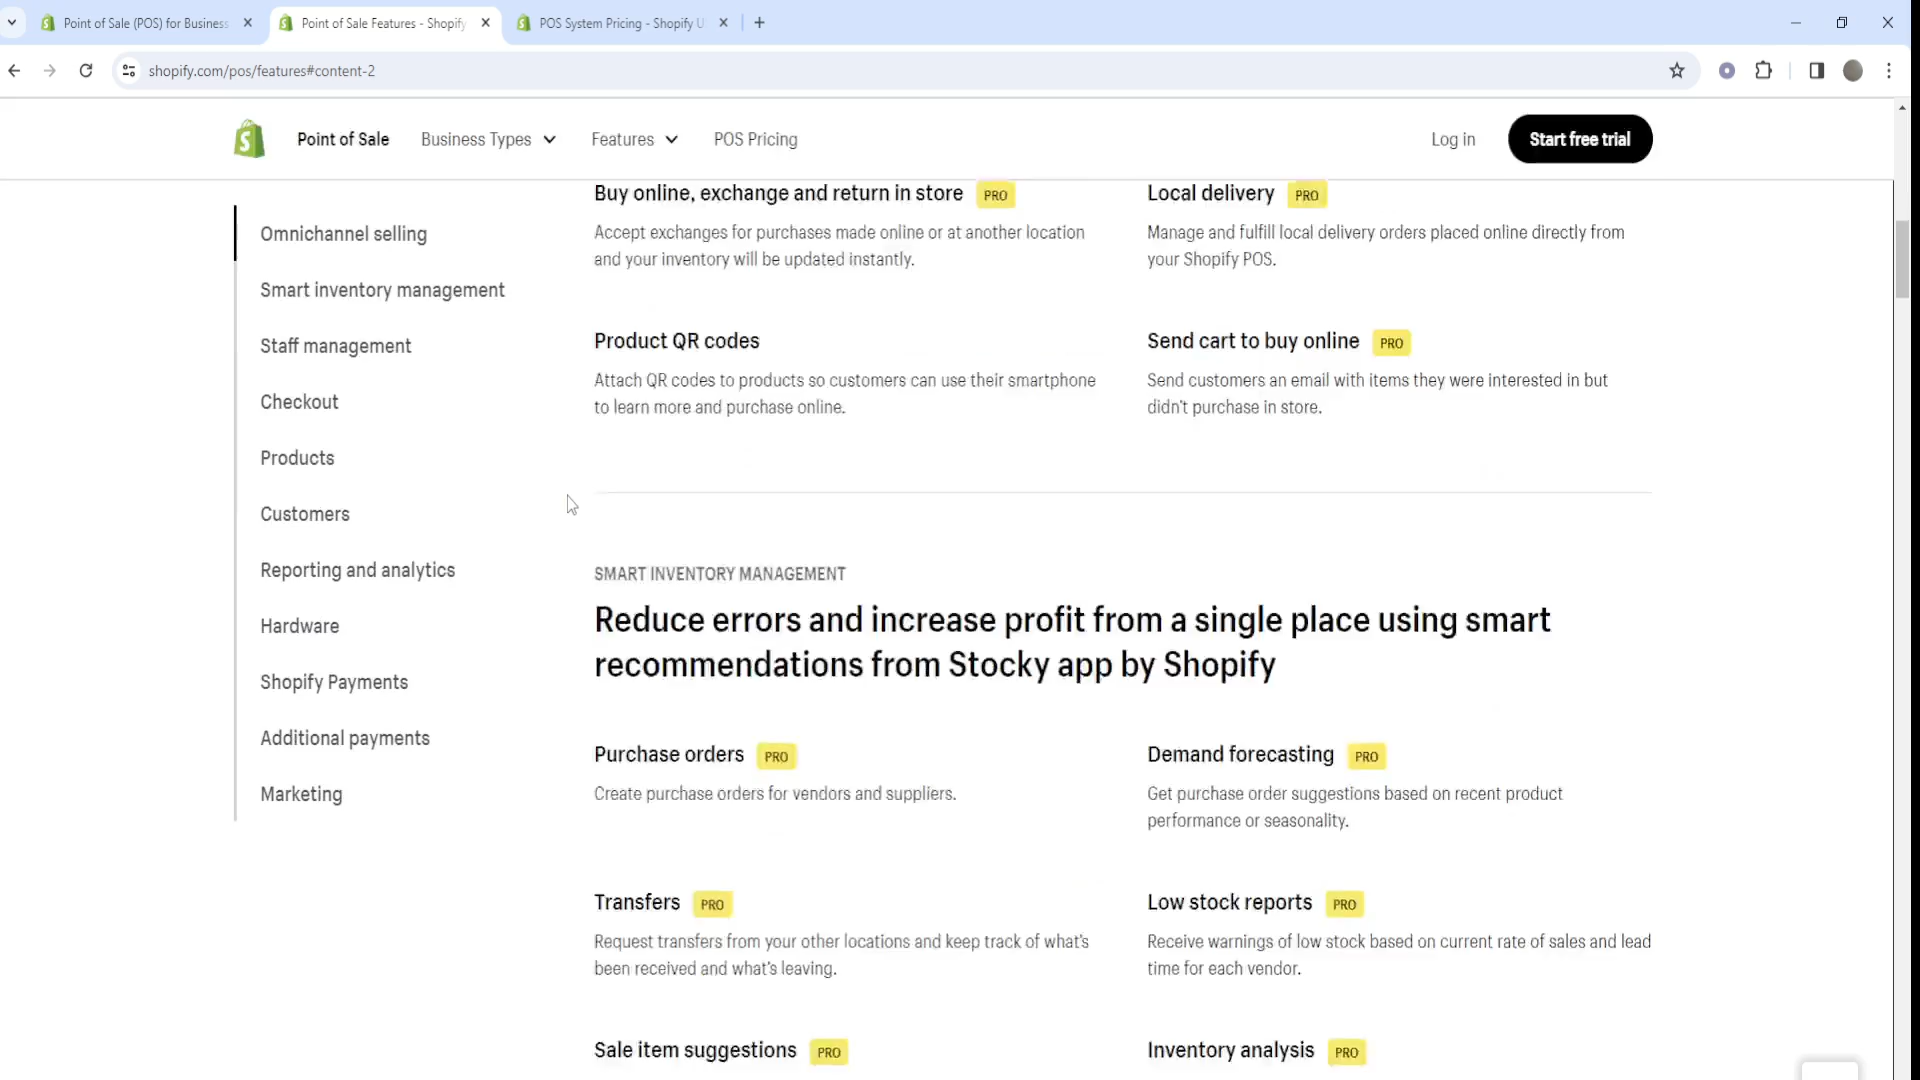 Point of Sale (POS) for Business
Point of Sale Features - Shopify
POS System Pricing - Shopify U
shopify.com/pos/features#content-2
Point of Sale
Business Types
Features
POS Pricing
Log in
Start free trial
Omnichannel selling
Smart inventory management
Staff management
Checkout
Products
Customers
Reporting and analytics
Hardware
Shopify Payments
Additional payments
Marketing
Buy online, exchange and return in store PRO
Accept exchanges for purchases made online or at another location
and your inventory will be updated instantly.
Local delivery PRO
Manage and fulfill local delivery orders placed online directly from
your Shopify POS.
Product QR codes
Attach QR codes to products so customers can use their smartphone
to learn more and purchase online.
Send cart to buy online PRO
Send customers an email with items they were interested in but
didn't purchase in store.
SMART INVENTORY MANAGEMENT
Reduce errors and increase profit from a single place using smart
recommendations from Stocky app by Shopify
Purchase orders PRO
Create purchase orders for vendors and suppliers.
Demand forecasting PRO
Get purchase order suggestions based on recent product
performance or seasonality.
Transfers PRO
Request transfers from your other locations and keep track of what's
been received and what's leaving.
Low stock reports PRO
Receive warnings of low stock based on current rate of sales and lead
time for each vendor.
Sale item suggestions PRO
Inventory analysis PRO